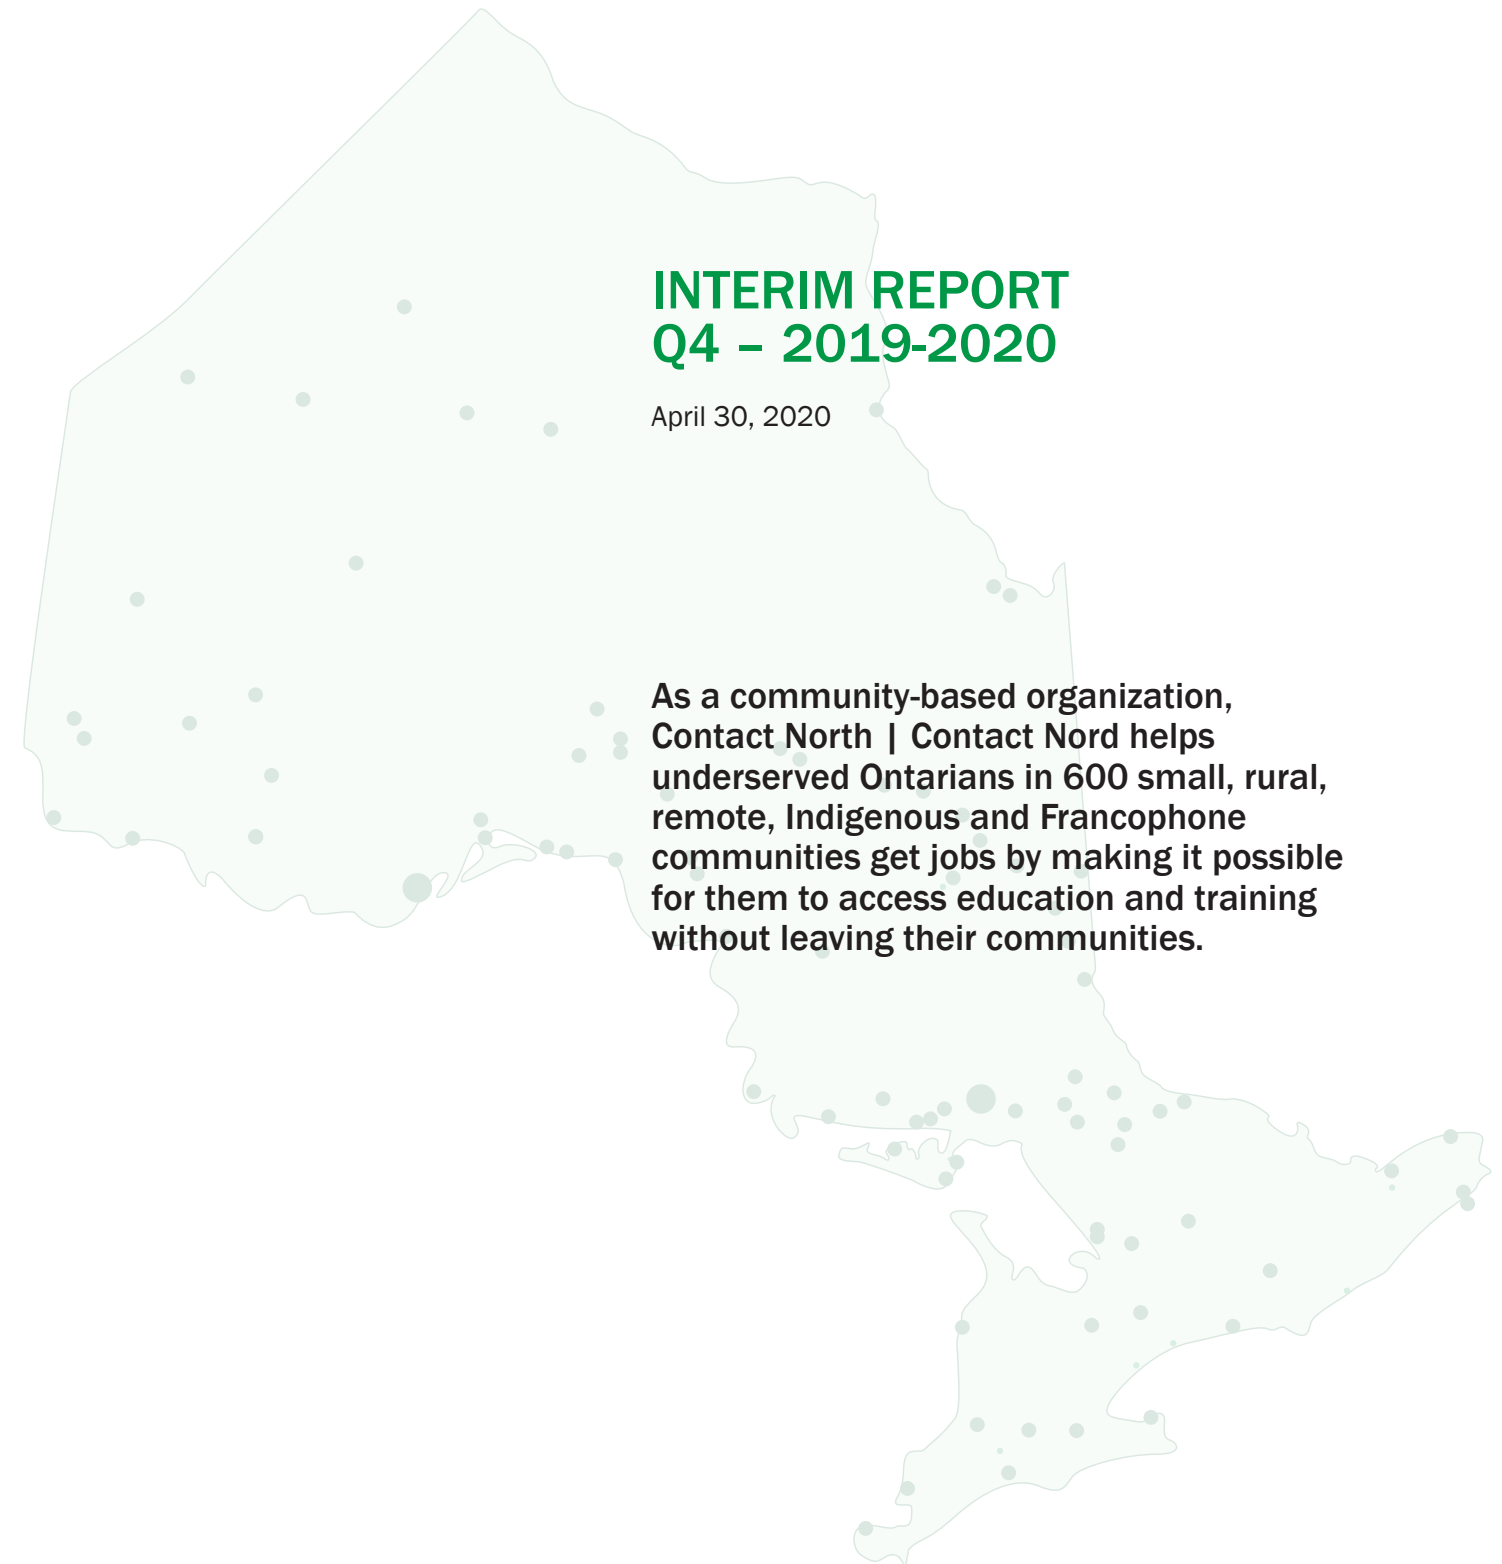 INTERIM REPORT
Q4 – 2019-2020
April 30, 2020
As a community-based organization,
Contact North | Contact Nord helps
underserved Ontarians in 600 small, rural,
remote, Indigenous and Francophone
communities get jobs by making it possible
for them to access education and training
without leaving their communities.